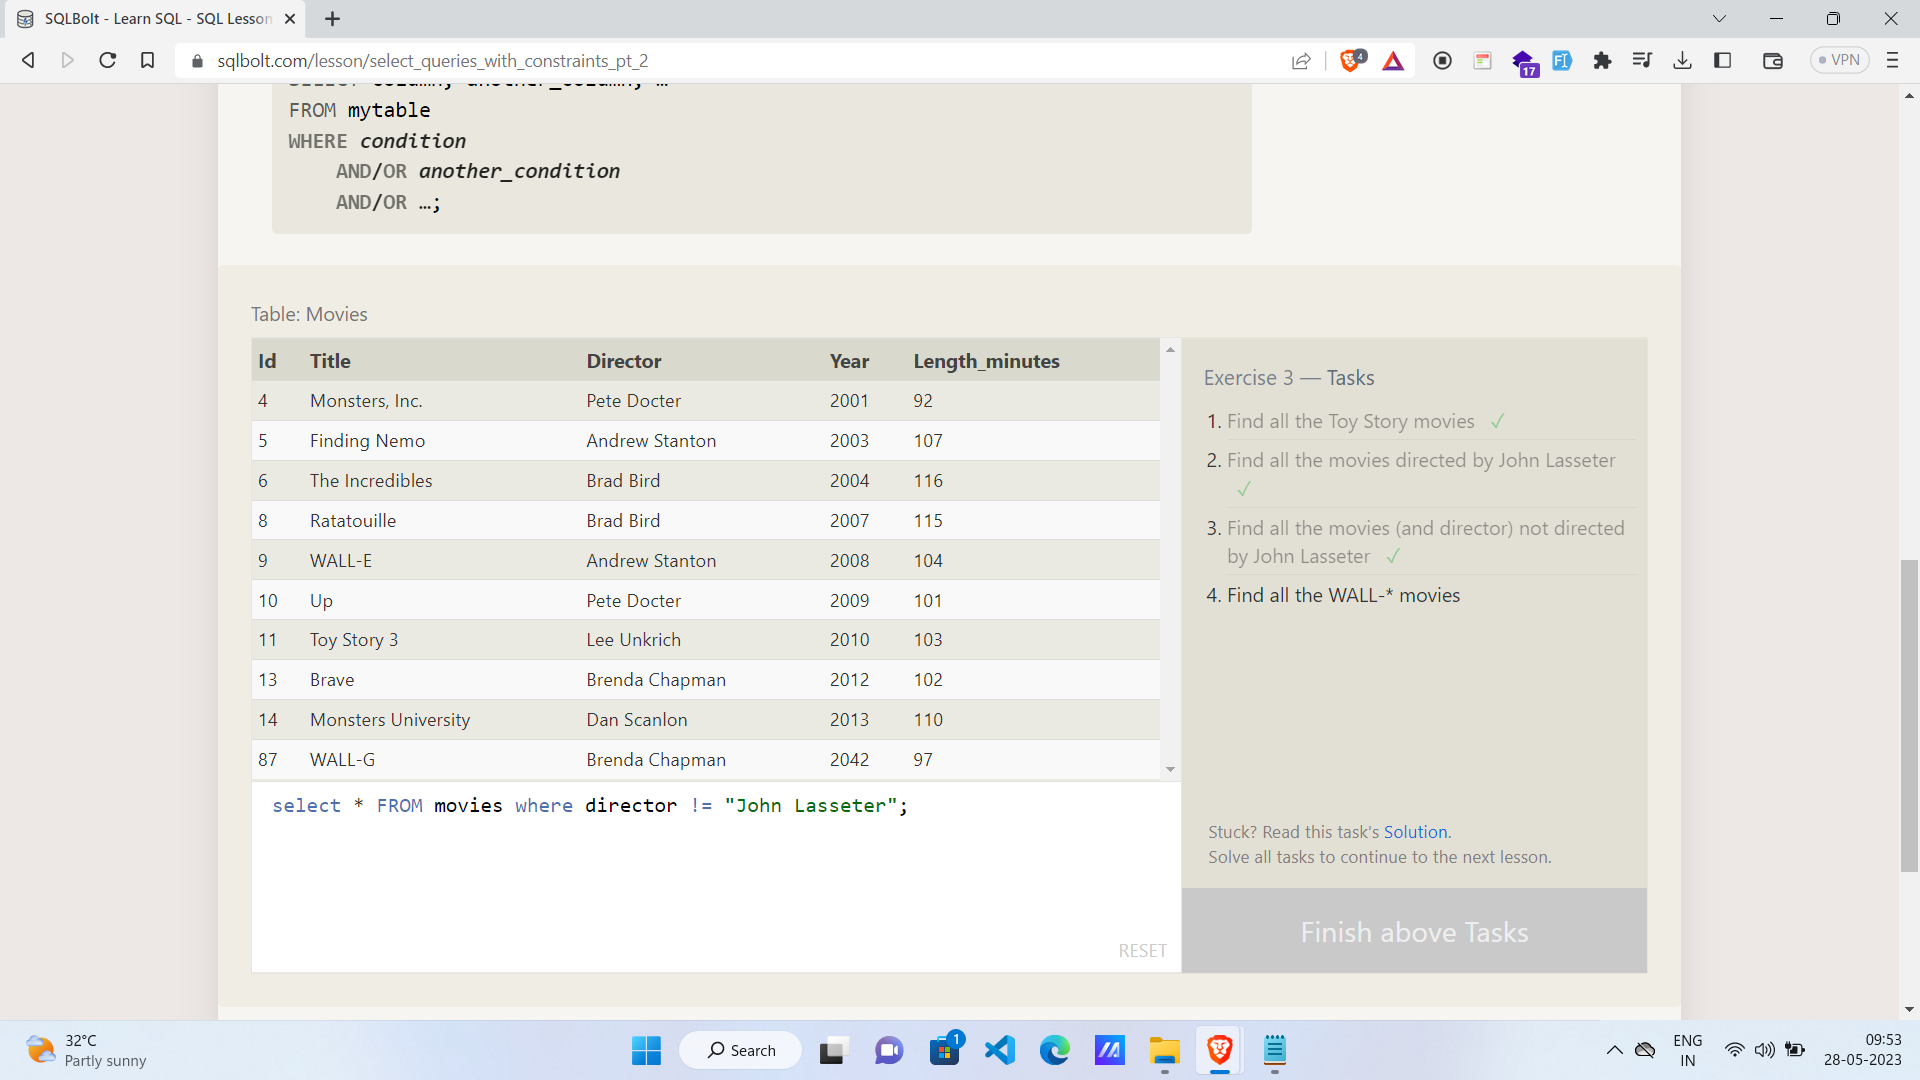 SQLBolt - Learn SQL - SQL Lesson
sqlbolt.com/lesson/select_queries_with_constraints_pt_2
4
17
VPN
SELECT column, another_column, …
FROM mytable
WHERE condition
AND/OR another_condition
AND/OR …;
Table: Movies
Id Title Director Year Length_minutes
4 Monsters, Inc. Pete Docter 2001 92
5 Finding Nemo Andrew Stanton 2003 107
6 The Incredibles Brad Bird 2004 116
8 Ratatouille Brad Bird 2007 115
9 WALL-E Andrew Stanton 2008 104
10 Up Pete Docter 2009 101
11 Toy Story 3 Lee Unkrich 2010 103
13 Brave Brenda Chapman 2012 102
14 Monsters University Dan Scanlon 2013 110
87 WALL-G Brenda Chapman 2042 97
select * FROM movies where director != "John Lasseter";
RESET
Exercise 3 — Tasks
1. Find all the Toy Story movies ✓
2. Find all the movies directed by John Lasseter
✓
3. Find all the movies (and director) not directed
by John Lasseter ✓
4. Find all the WALL-* movies
Stuck? Read this task's Solution.
Solve all tasks to continue to the next lesson.
Finish above Tasks
32°C
Partly sunny
Search
1
ENG
IN
09:53
28-05-2023